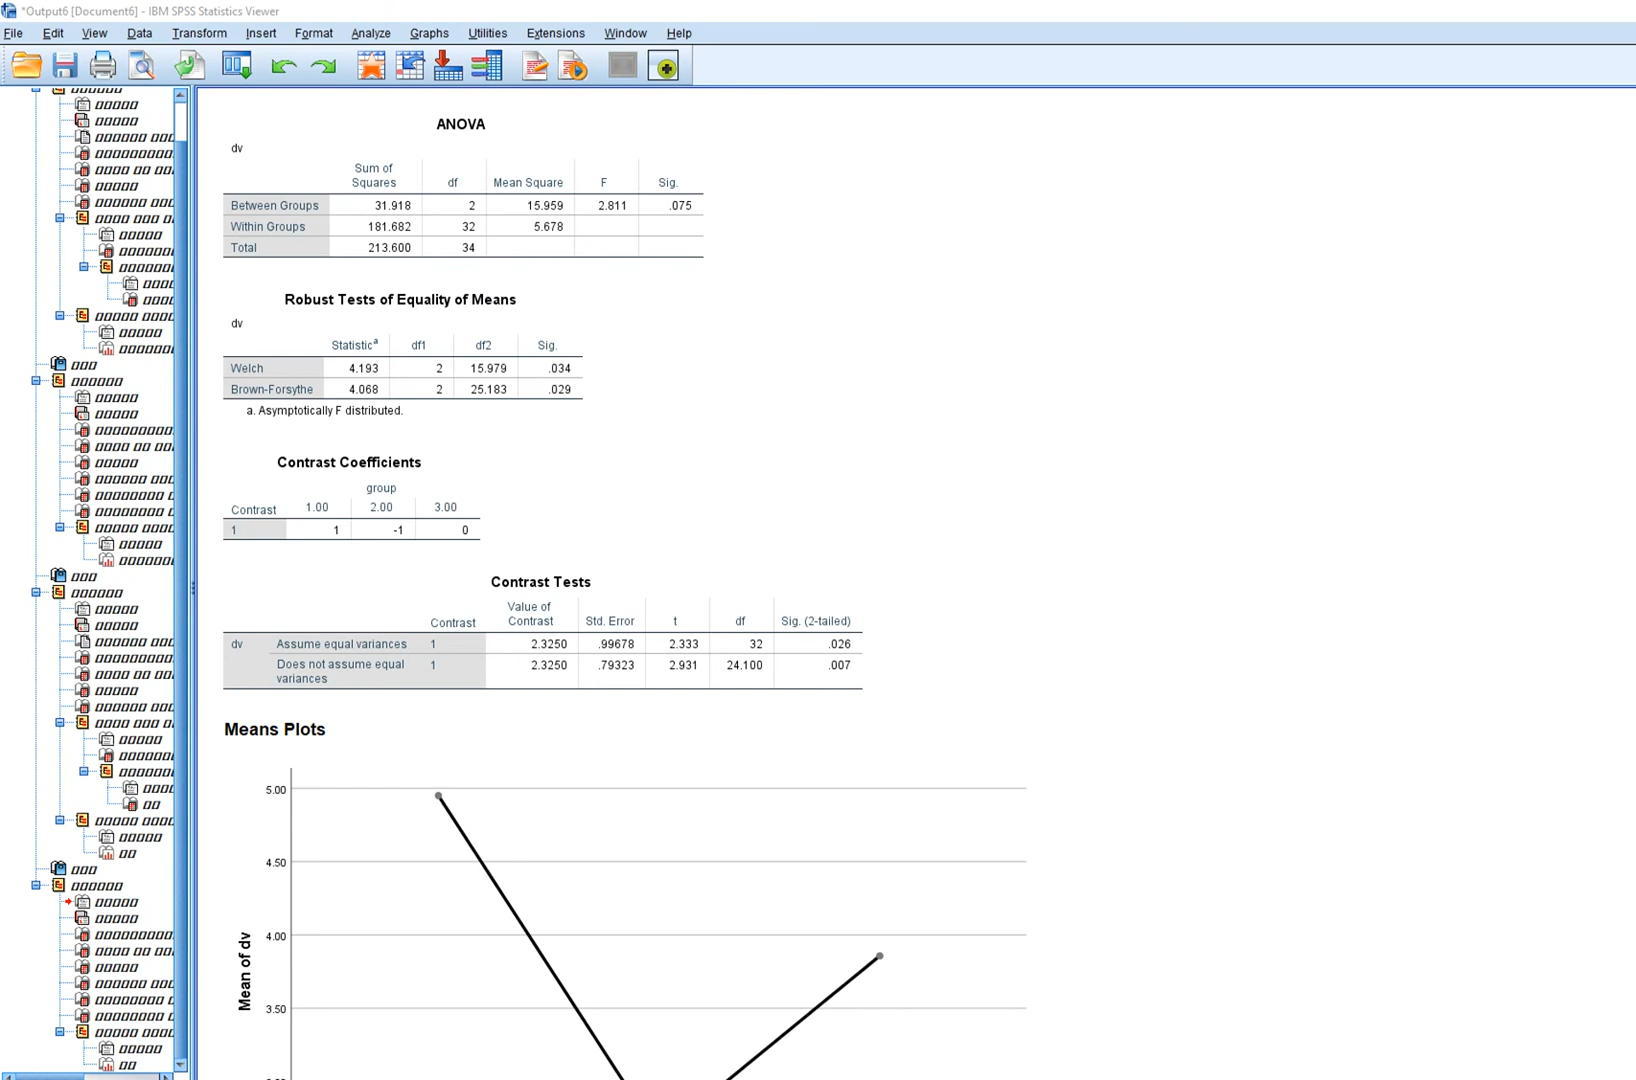 *Output6 [Document6] - IBM SPSS Statistics Viewer
File Edit View Data Transform Insert Format Analyze Graphs Utilities Extensions Window Help
ANOVA
dv
Sum of Squares df Mean Square F Sig.
Between Groups 31.918 2 15.959 2.811 .075
Within Groups 181.682 32 5.678
Total 213.600 34
Robust Tests of Equality of Means
dv
Statistic^a df1 df2 Sig.
Welch 4.193 2 15.979 .034
Brown-Forsythe 4.068 2 25.183 .029
a. Asymptotically F distributed.
Contrast Coefficients
group
Contrast 1.00 2.00 3.00
1 1 -1 0
Contrast Tests
Contrast Value of Contrast Std. Error t df Sig. (2-tailed)
dv Assume equal variances 1 2.3250 .99678 2.333 32 .026
Does not assume equal variances 1 2.3250 .79323 2.931 24.100 .007
Means Plots
5.00
4.50
4.00
3.50
Mean of dv